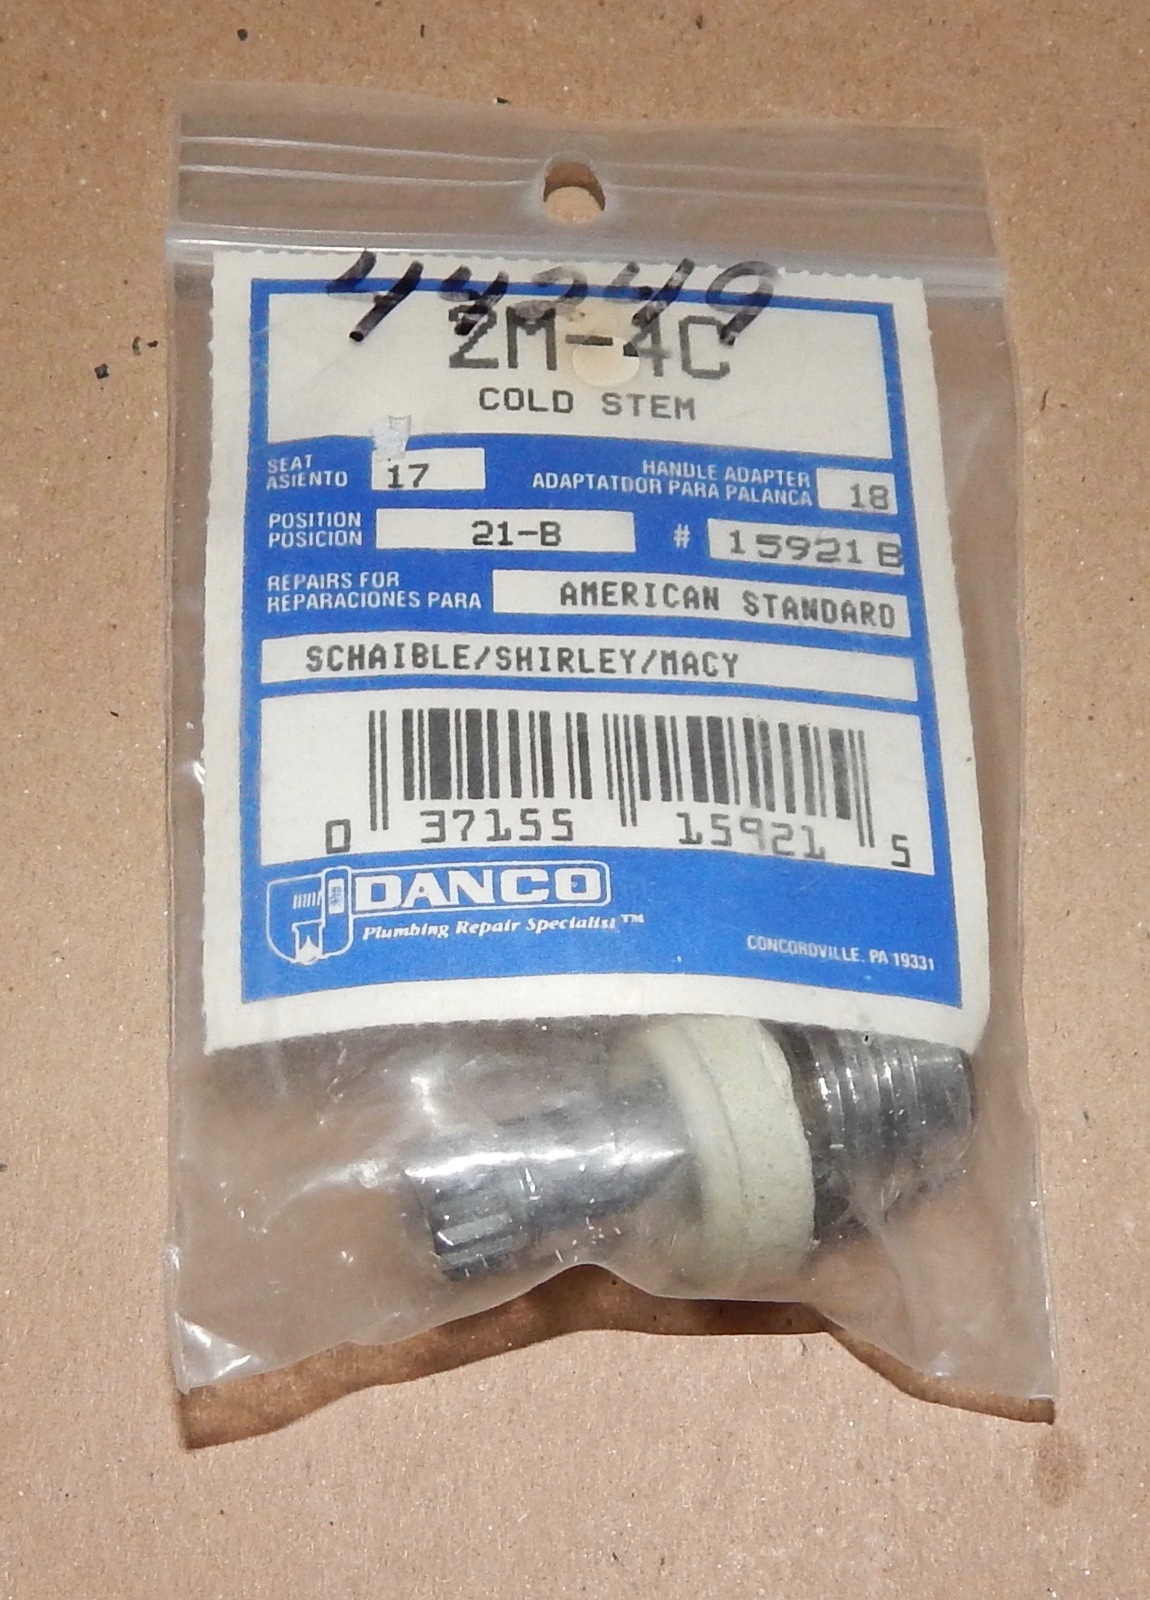 44249
2M-4C
COLD STEM
SEAT
ASIENTO
17
HANDLE ADAPTER
ADAPTATDOR PARA PALANCA
18
POSITION
POSICION
21-B
# 15921B
REPAIRS FOR
REPARACIONES PARA
AMERICAN STANDARD
SCHAIBLE/SHIRLEY/MACY
0 37155 15921 5
DANCO
Plumbing Repair Specialist™
CONCORDVILLE, PA 19331